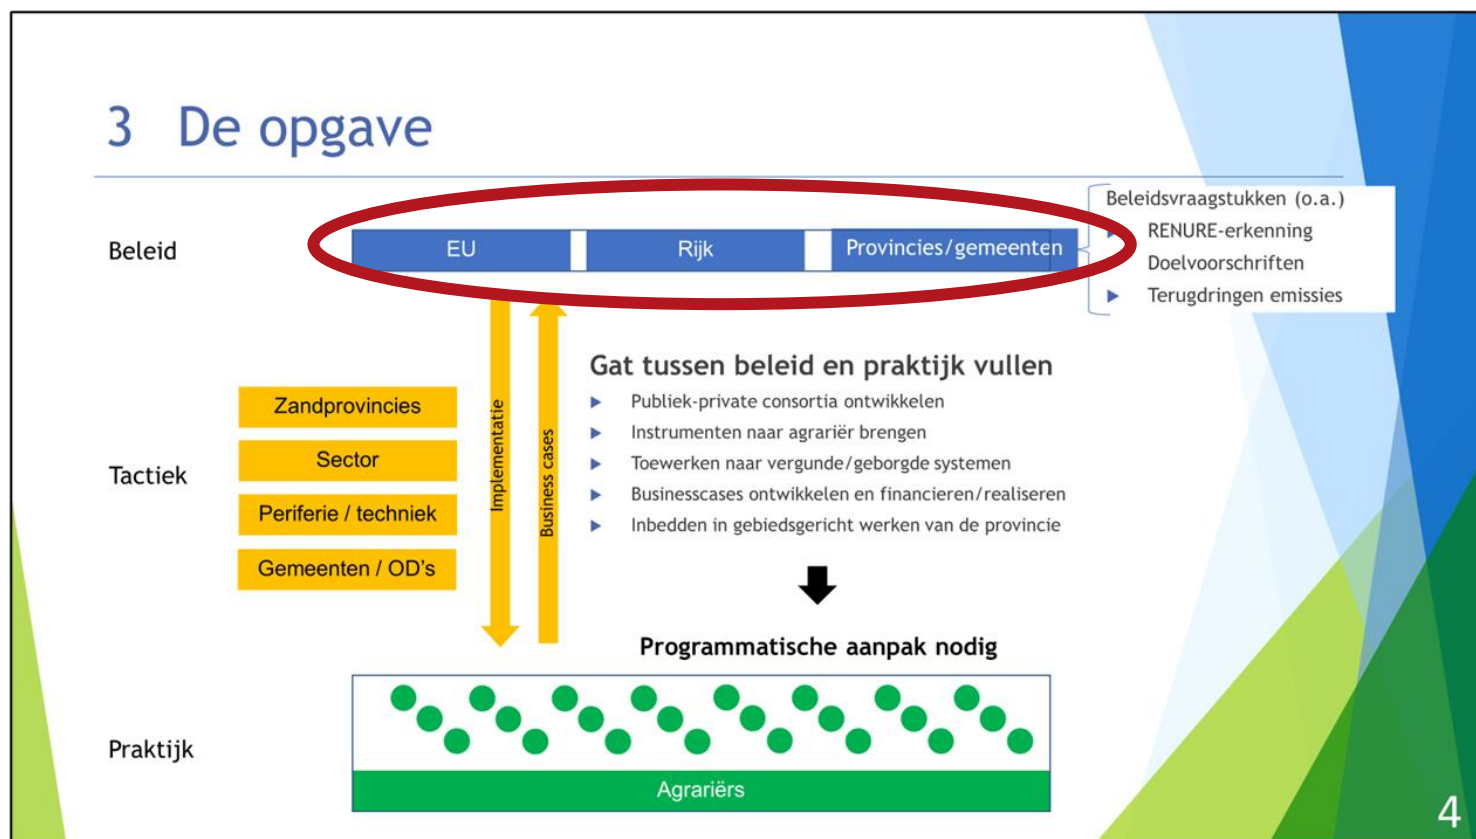 3 De opgave
Beleid
EU
Rijk
Provincies/gemeenten
Beleidsvraagstukken (o.a.)
RENURE-erkenning
Doelvoorschriften
Terugdringen emissies
Tactiek
Zandprovincies
Sector
Periferie / techniek
Gemeenten / OD's
Implementatie
Business cases
Gat tussen beleid en praktijk vullen
Publiek-private consortia ontwikkelen
Instrumenten naar agrariër brengen
Toewerken naar vergunde/geborgde systemen
Businesscases ontwikkelen en financieren/realiseren
Inbedden in gebiedsgericht werken van de provincie
Programmatische aanpak nodig
Praktijk
Agrariërs
4